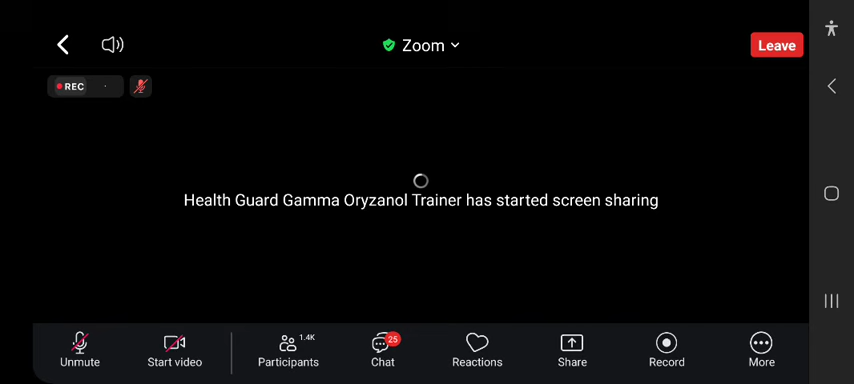 Zoom
Leave
REC
Health Guard Gamma Oryzanol Trainer has started screen sharing
1.4K
25
Unmute
Start video
Participants
Chat
Reactions
Share
Record
More